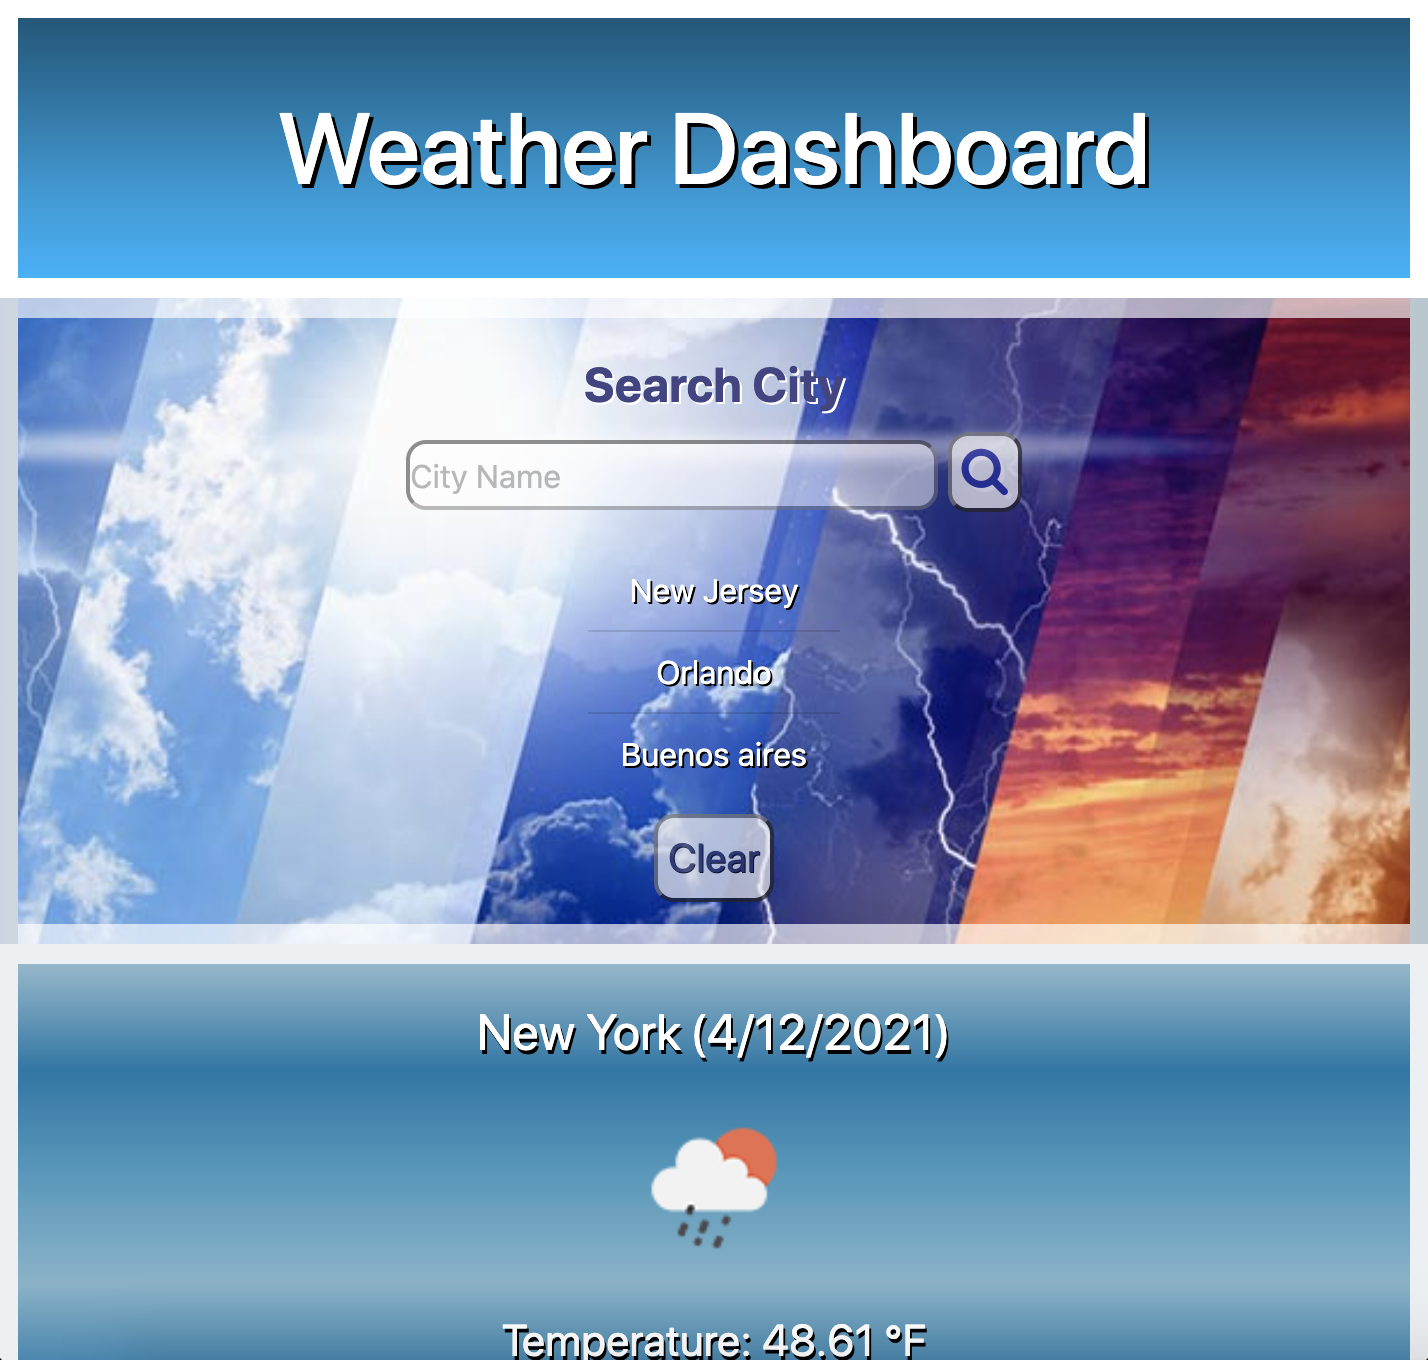 Weather Dashboard
Search City
City Name
New Jersey
Orlando
Buenos aires
Clear
New York (4/12/2021)
Temperature: 48.61 °F